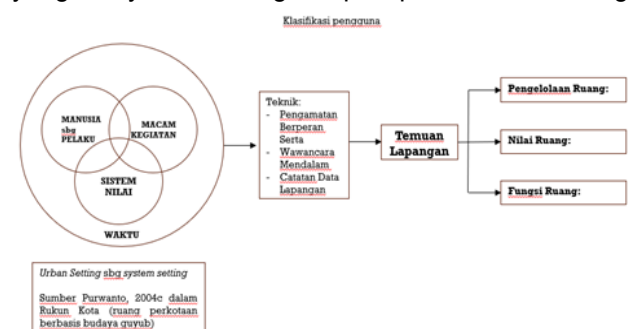 Klasifikasi pengguna
MANUSIA
sbg
PELAKU
MACAM
KEGIATAN
SISTEM
NILAI
WAKTU
Teknik:
- Pengamatan
Berperan
Serta
- Wawancara
Mendalam
- Catatan Data
Lapangan
Temuan
Lapangan
Pengelolaan Ruang:
Nilai Ruang:
Fungsi Ruang:
Urban Setting sbg system setting
Sumber Purwanto, 2004c dalam
Rukun Kota (ruang perkotaan
berbasis budaya guyub)